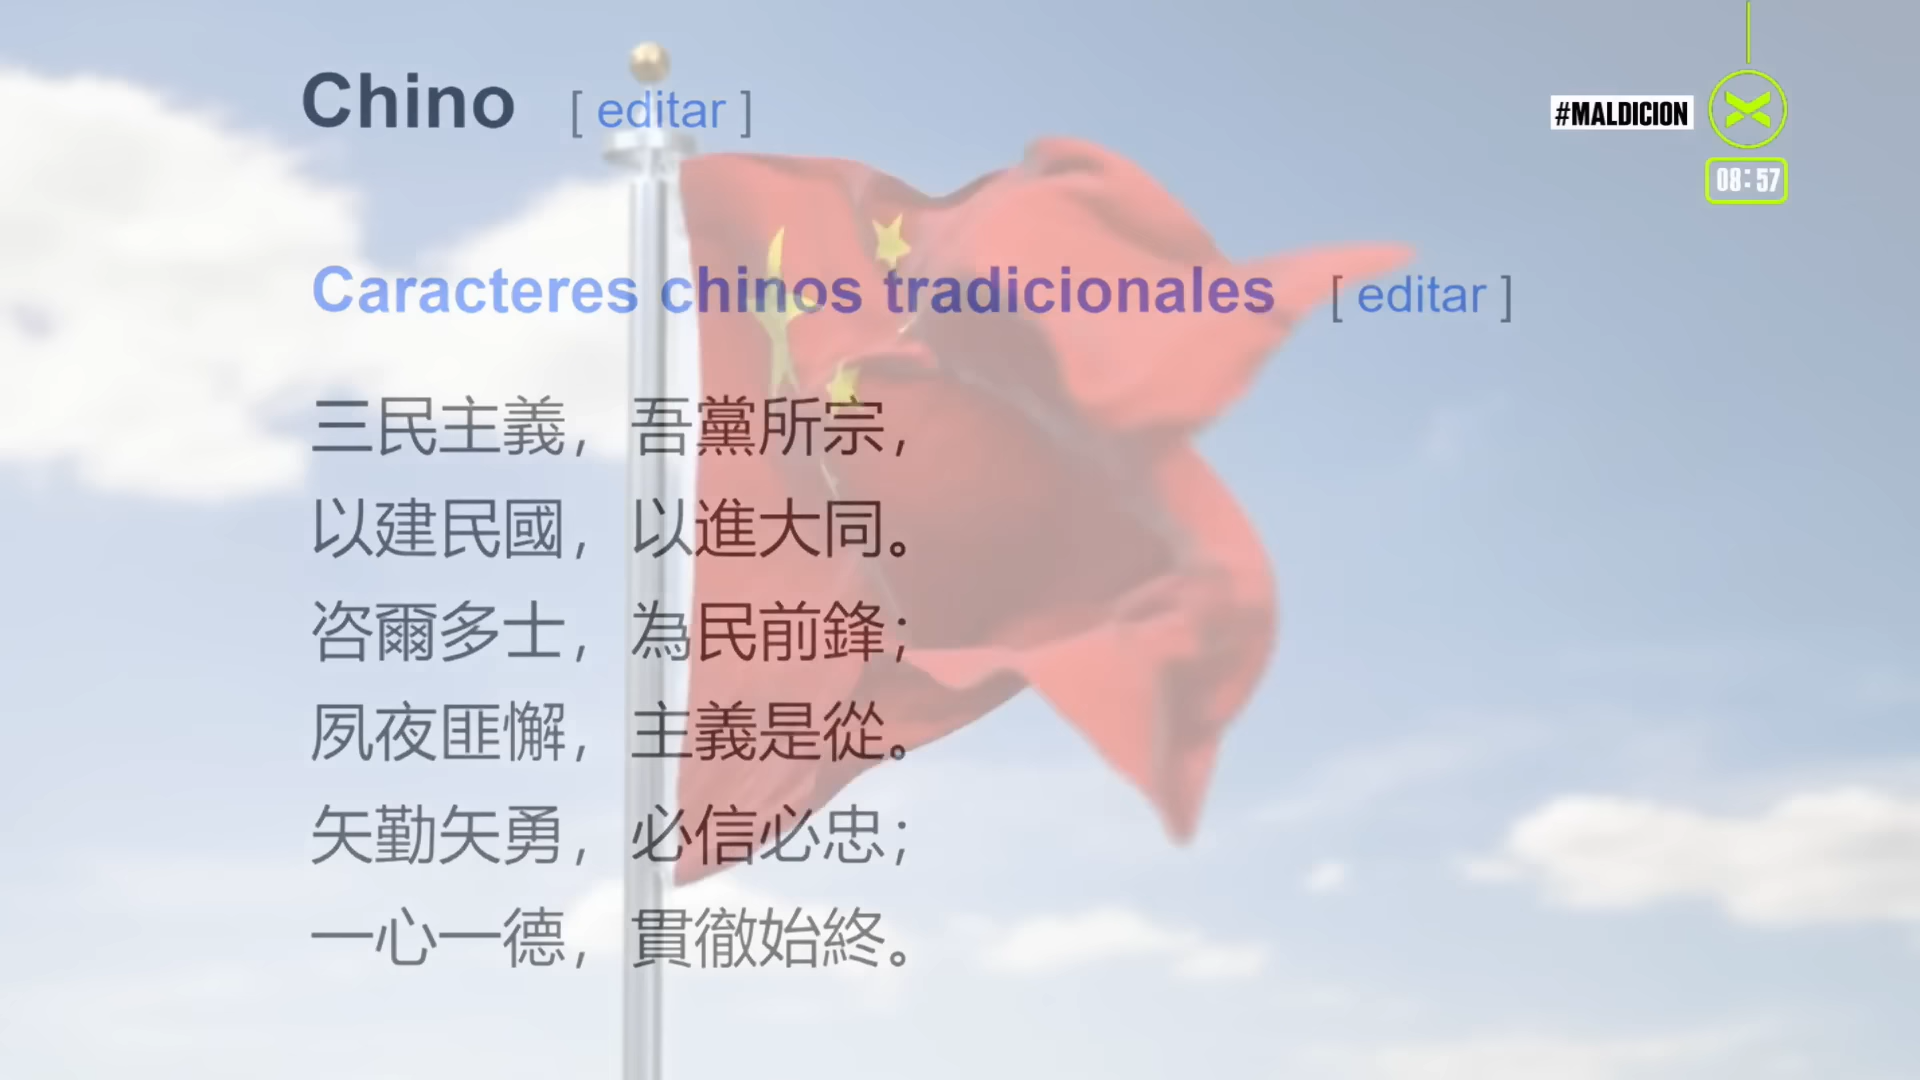 Chino [ editar ]
#MALDICION
08:57
Caracteres chinos tradicionales [ editar ]
三民主義，吾黨所宗，
以建民國，以進大同。
咨爾多士，為民前鋒；
夙夜匪懈，主義是從。
矢勤矢勇，必信必忠；
一心一德，貫徹始終。